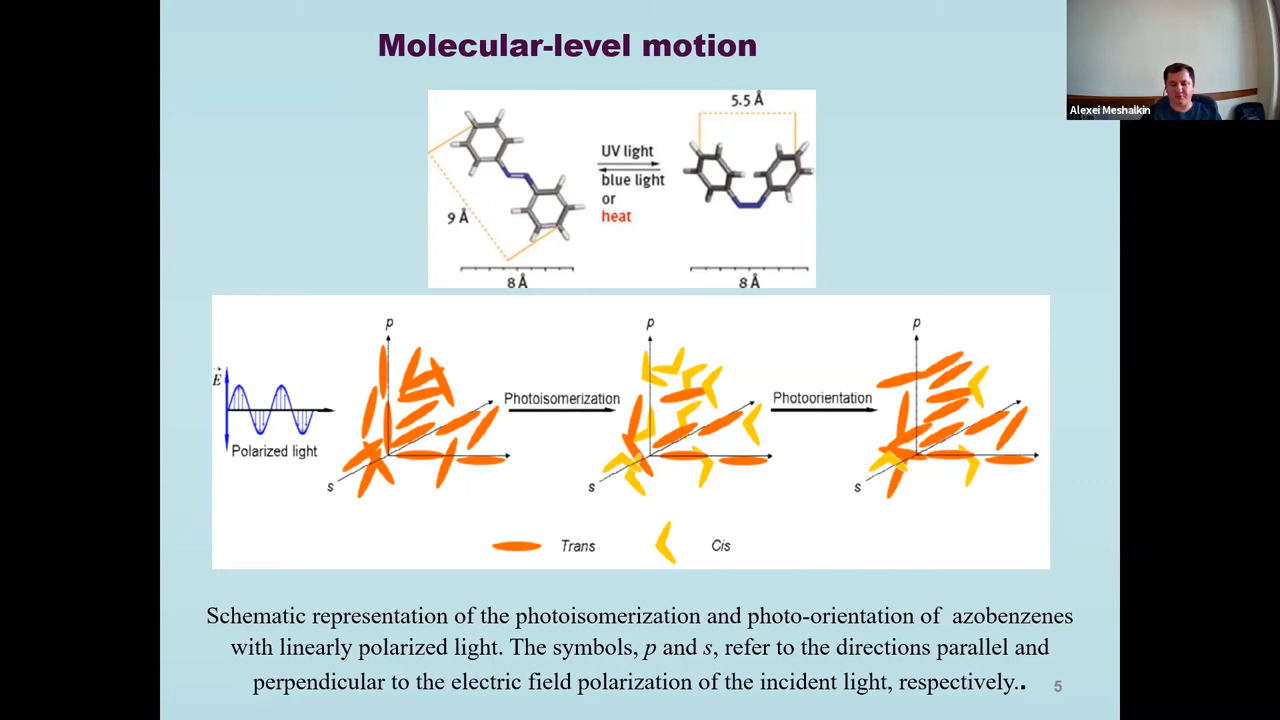 Molecular-level motion
Alexei Meshalkin
5.5 Å
UV light
blue light
or
heat
9 Å
8 Å
8 Å
p
p
p
E
Photoisomerization
Photoorientation
Polarized light
s
s
s
Trans
Cis
Schematic representation of the photoisomerization and photo-orientation of azobenzenes
with linearly polarized light. The symbols, p and s, refer to the directions parallel and
perpendicular to the electric field polarization of the incident light, respectively..
5